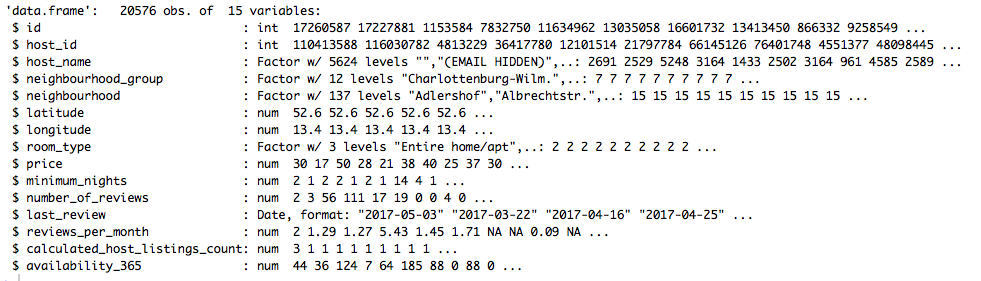 'data.frame':   20576 obs. of  15 variables:
 $ id                            : int  17260587 17227881 1153584 7832750 11634962 13035058 16601732 13413450 866332 9258549 ...
 $ host_id                       : int  110413588 116030782 4813229 36417780 12101514 21797784 66145126 76401748 4551377 48098445 ...
 $ host_name                     : Factor w/ 5624 levels "","(EMAIL HIDDEN)",..: 2691 2529 5248 3164 1433 2502 3164 961 4585 2589 ...
 $ neighbourhood_group           : Factor w/ 12 levels "Charlottenburg-Wilm.",..: 7 7 7 7 7 7 7 7 7 7 ...
 $ neighbourhood                 : Factor w/ 137 levels "Adlershof","Albrechtstr.",..: 15 15 15 15 15 15 15 15 15 15 ...
 $ latitude                      : num  52.6 52.6 52.6 52.6 52.6 ...
 $ longitude                     : num  13.4 13.4 13.4 13.4 13.4 ...
 $ room_type                     : Factor w/ 3 levels "Entire home/apt",..: 2 2 2 2 2 2 2 2 2 2 ...
 $ price                         : num  30 17 50 28 21 38 40 25 37 30 ...
 $ minimum_nights                : num  2 1 2 2 1 2 1 14 4 1 ...
 $ number_of_reviews             : num  2 3 56 111 17 19 0 0 4 0 ...
 $ last_review                   : Date, format: "2017-05-03" "2017-03-22" "2017-04-16" "2017-04-25" ...
 $ reviews_per_month             : num  2 1.29 1.27 5.43 1.45 1.71 NA NA 0.09 NA ...
 $ calculated_host_listings_count: num  3 1 1 1 1 1 1 1 1 1 ...
 $ availability_365              : num  44 36 124 7 64 185 88 0 88 0 ...